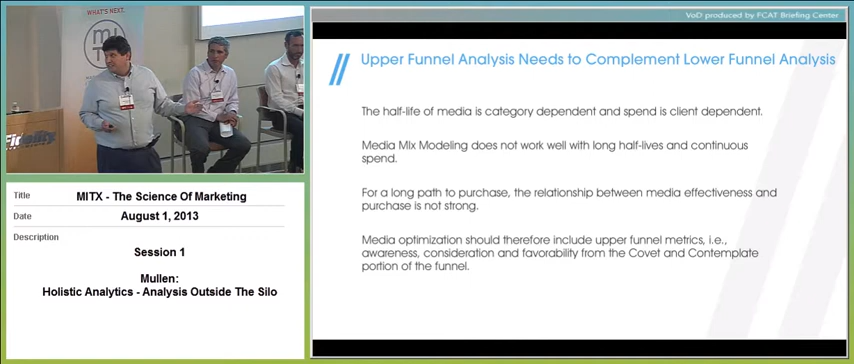 VoD produced by FCAT Briefing Center
WHAT'S NEXT.
Fidelity
Title MITX - The Science Of Marketing
Date August 1, 2013
Description
Session 1
Mullen:
Holistic Analytics - Analysis Outside The Silo
Upper Funnel Analysis Needs to Complement Lower Funnel Analysis
The half-life of media is category dependent and spend is client dependent.
Media MIx Modeling does not work well with long half-lives and continuous
spend.
For a long path to purchase, the relationship between media effectiveness and
purchase is not strong.
Media optimization should therefore include upper funnel metrics, i.e.,
awareness, consideration and favorability from the Covet and Contemplate
portion of the funnel.